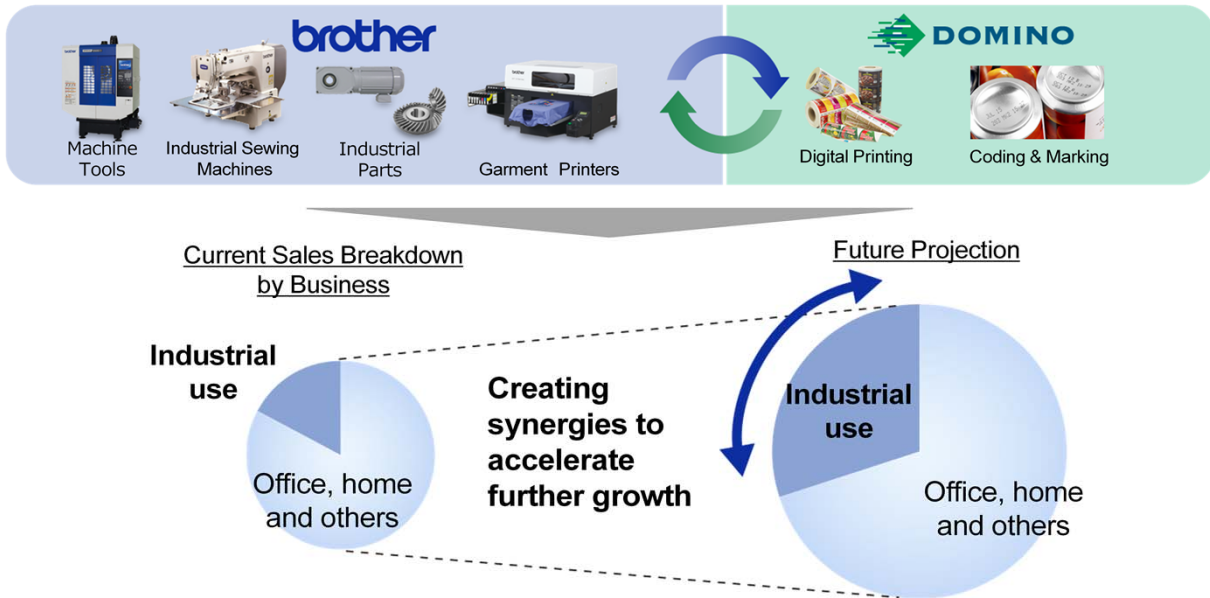 brother
DOMINO
Machine
Tools
Industrial Sewing
Machines
Industrial
Parts
Garment Printers
Digital Printing
Coding & Marking
Current Sales Breakdown
by Business
Future Projection
Industrial
use
Office, home
and others
Creating
synergies to
accelerate
further growth
Industrial
use
Office, home
and others